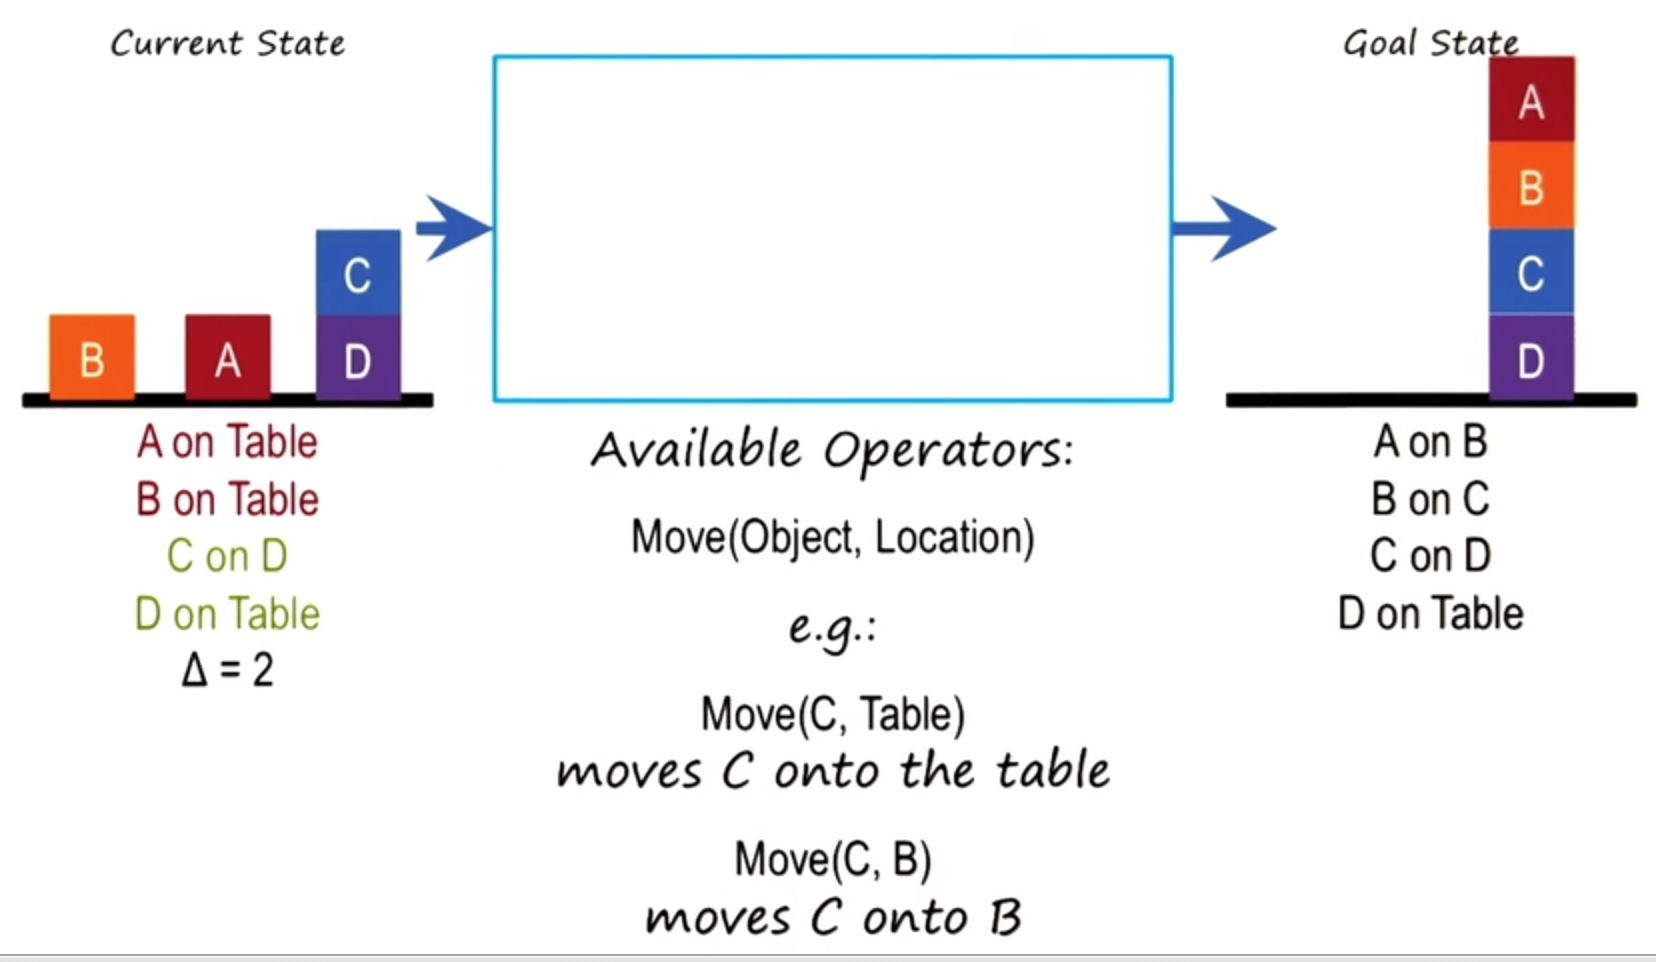 Current State
B
A
C
D
A on Table
B on Table
C on D
D on Table
Δ = 2
Available Operators:
Move(Object, Location)
e.g.:
Move(C, Table)
moves C onto the table
Move(C, B)
moves C onto B
Goal State
A
B
C
D
A on B
B on C
C on D
D on Table